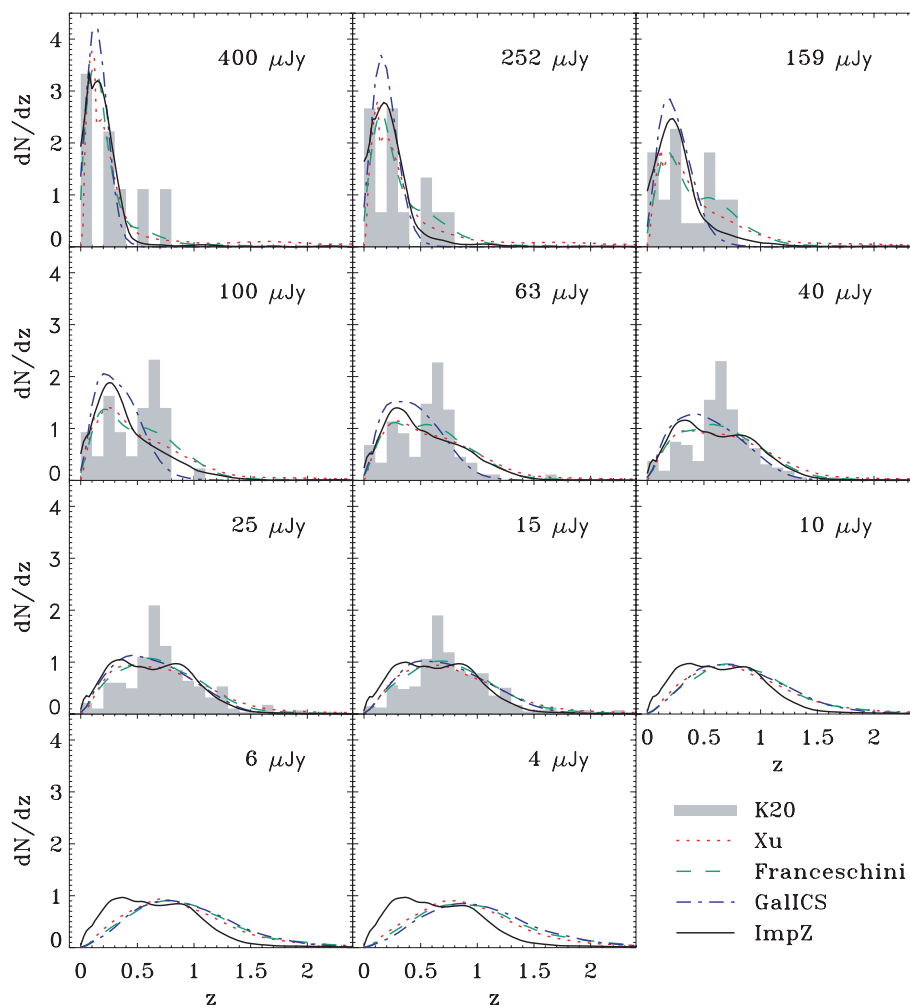 400 μJy
252 μJy
159 μJy
dN/dz
4
3
2
1
0
100 μJy
63 μJy
40 μJy
dN/dz
4
3
2
1
0
25 μJy
15 μJy
10 μJy
dN/dz
4
3
2
1
0
0 0.5 1 1.5 2
z
6 μJy
4 μJy
dN/dz
4
3
2
1
0
K20
Xu
Franceschini
GalICS
ImpZ
0 0.5 1 1.5 2
z
0 0.5 1 1.5 2
z